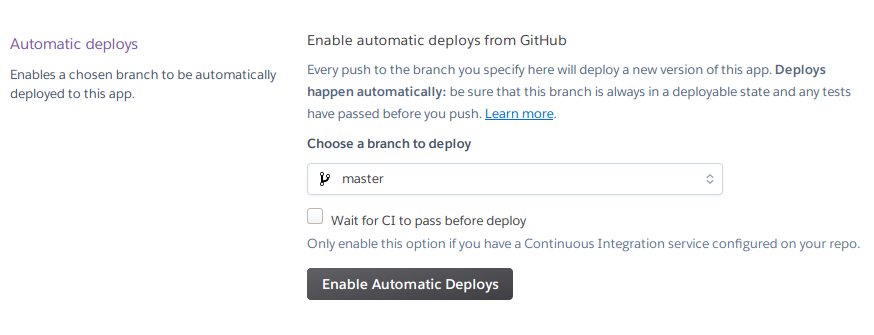 Automatic deploys
Enables a chosen branch to be automatically
deployed to this app.
Enable automatic deploys from GitHub
Every push to the branch you specify here will deploy a new version of this app. Deploys
happen automatically: be sure that this branch is always in a deployable state and any tests
have passed before you push. Learn more.
Choose a branch to deploy
master
Wait for CI to pass before deploy
Only enable this option if you have a Continuous Integration service configured on your repo.
Enable Automatic Deploys